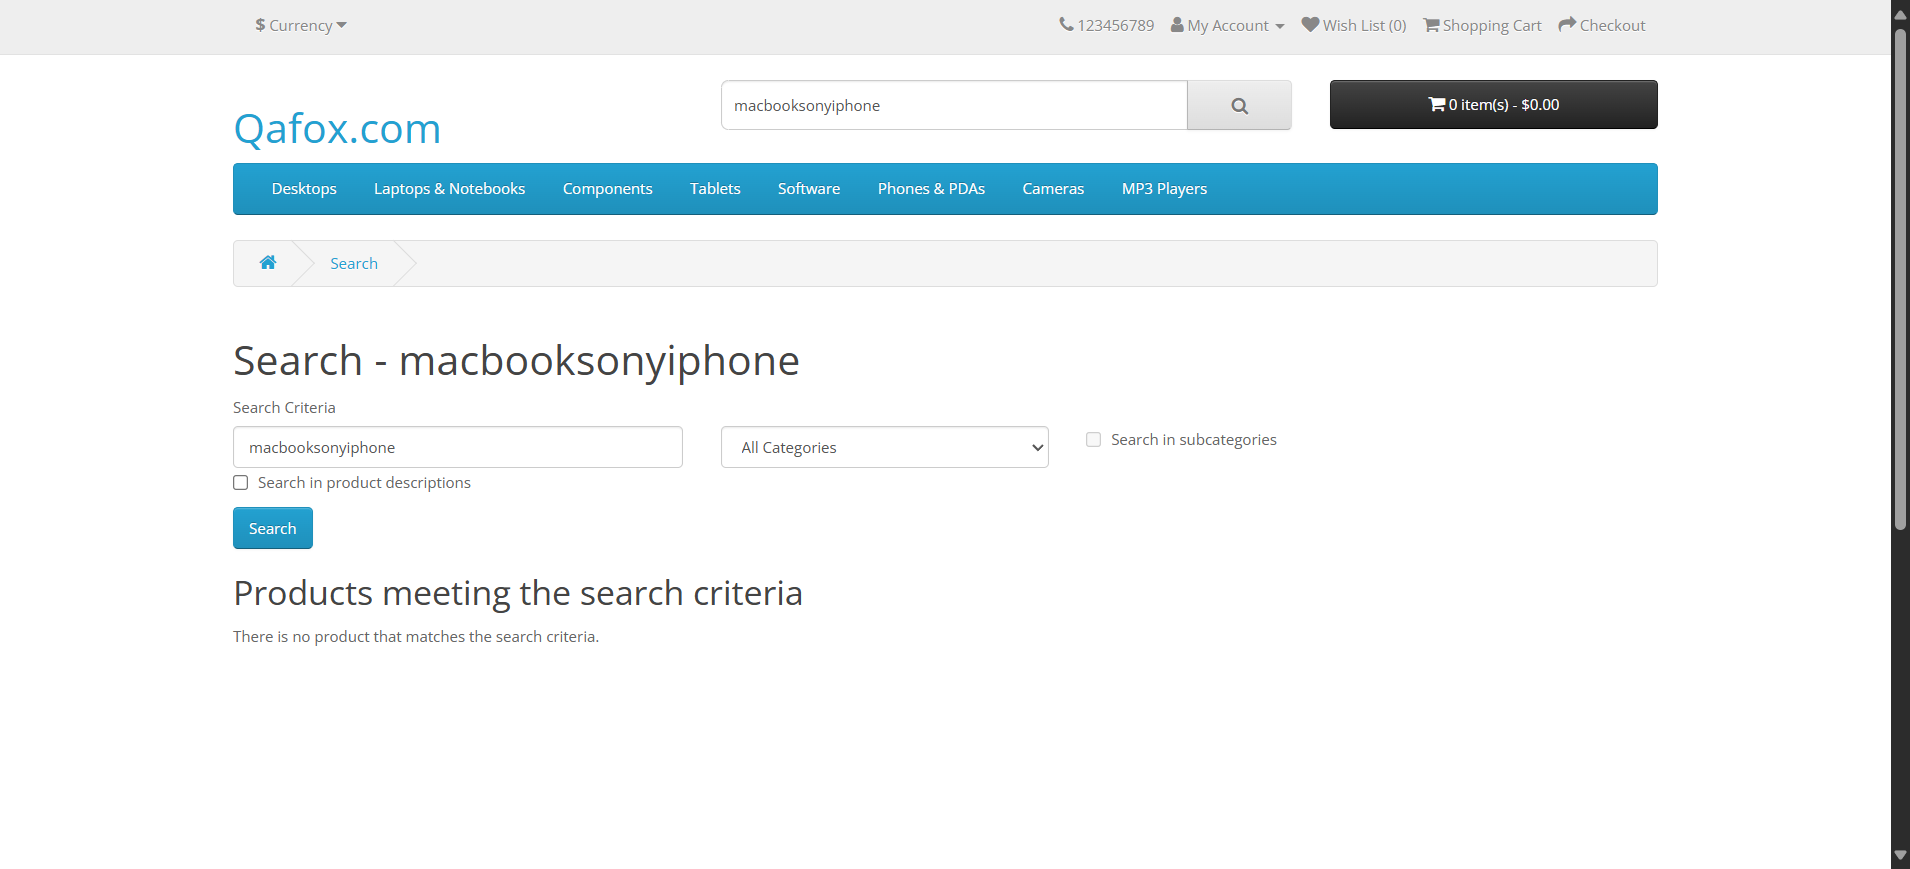 $ Currency
123456789 My Account Wish List (0) Shopping Cart Checkout
Qafox.com
macbooksonyiphone
0 item(s) - $0.00
Desktops Laptops & Notebooks Components Tablets Software Phones & PDAs Cameras MP3 Players
Search
Search - macbooksonyiphone
Search Criteria
macbooksonyiphone
All Categories
Search in subcategories
Search in product descriptions
Search
Products meeting the search criteria
There is no product that matches the search criteria.